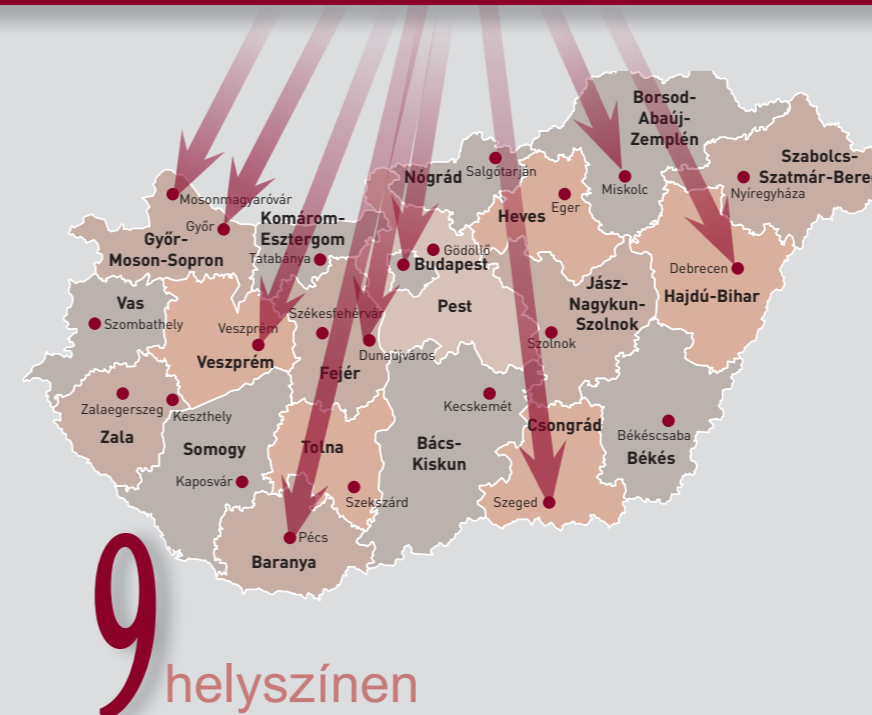 Borsod-
Abaúj-
Zemplén
Szabolcs-
Szatmár-Bereg
Nógrád
Salgótarján
Miskolc
Nyíregyháza
Mosonmagyaróvár
Heves
Eger
Győr
Komárom-
Esztergom
Győr-
Moson-Sopron
Tatabánya
Gödöllő
Budapest
Debrecen
Jász-
Nagykun-
Szolnok
Hajdú-Bihar
Vas
Szombathely
Pest
Székesfehérvár
Veszprém
Veszprém
Szolnok
Dunaújváros
Fejér
Zalaegerszeg
Keszthely
Kecskemét
Zala
Somogy
Tolna
Bács-
Kiskun
Csongrád
Békéscsaba
Békés
Kaposvár
Szekszárd
Szeged
Pécs
Baranya
9 helyszínen